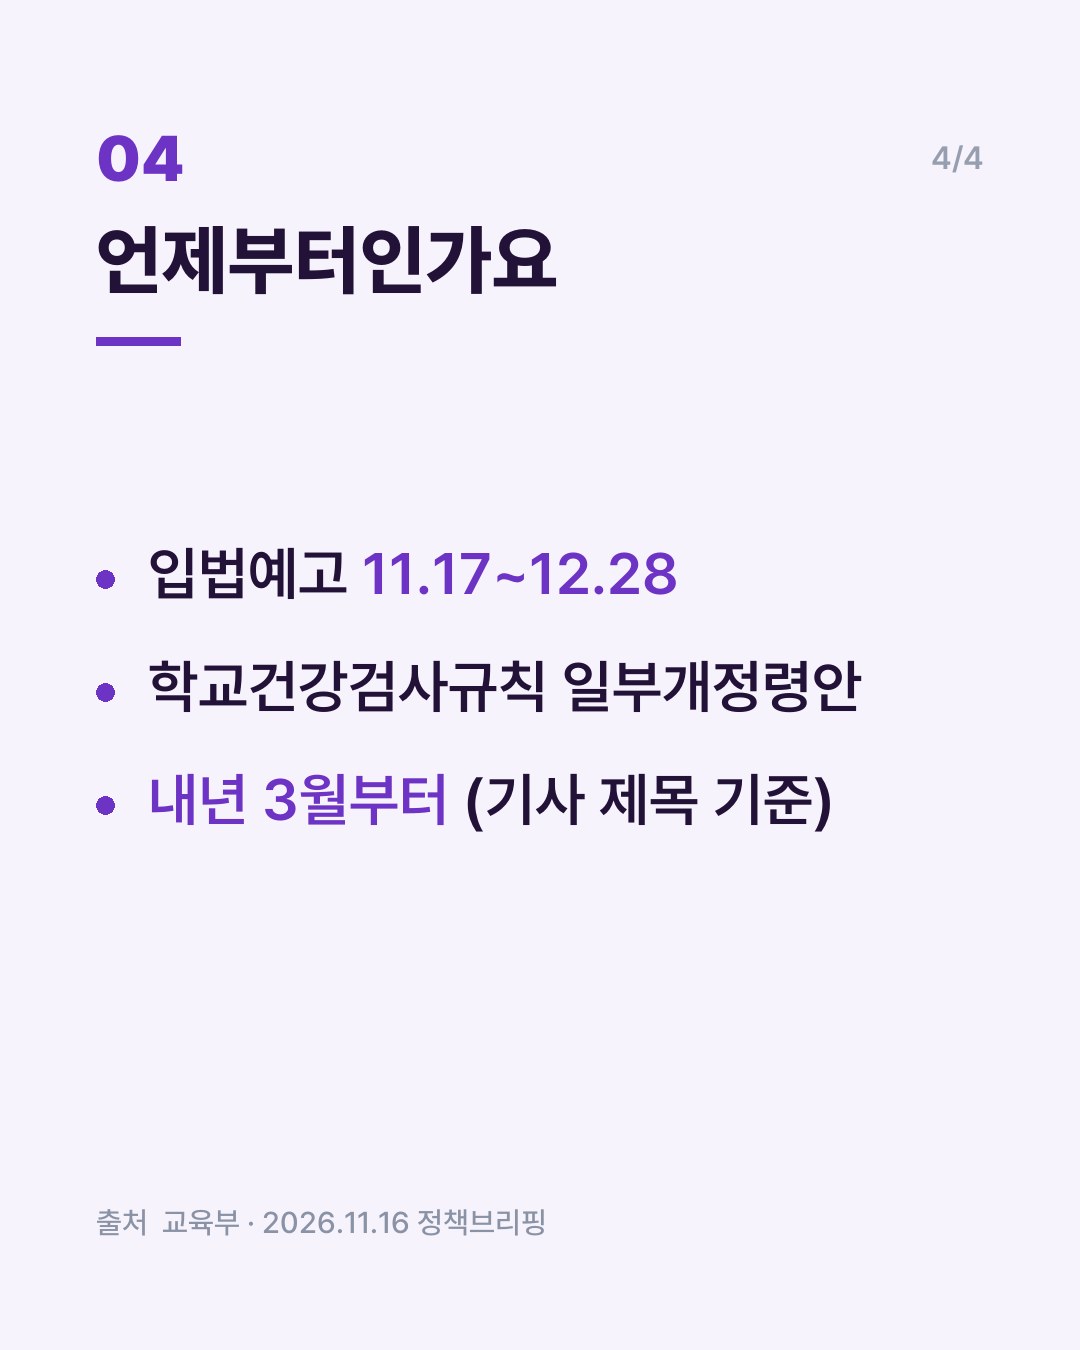 04
4/4
언제부터인가요
입법예고 11.17~12.28
학교건강검사규칙 일부개정령안
내년 3월부터 (기사 제목 기준)
출처 교육부 · 2026.11.16 정책브리핑